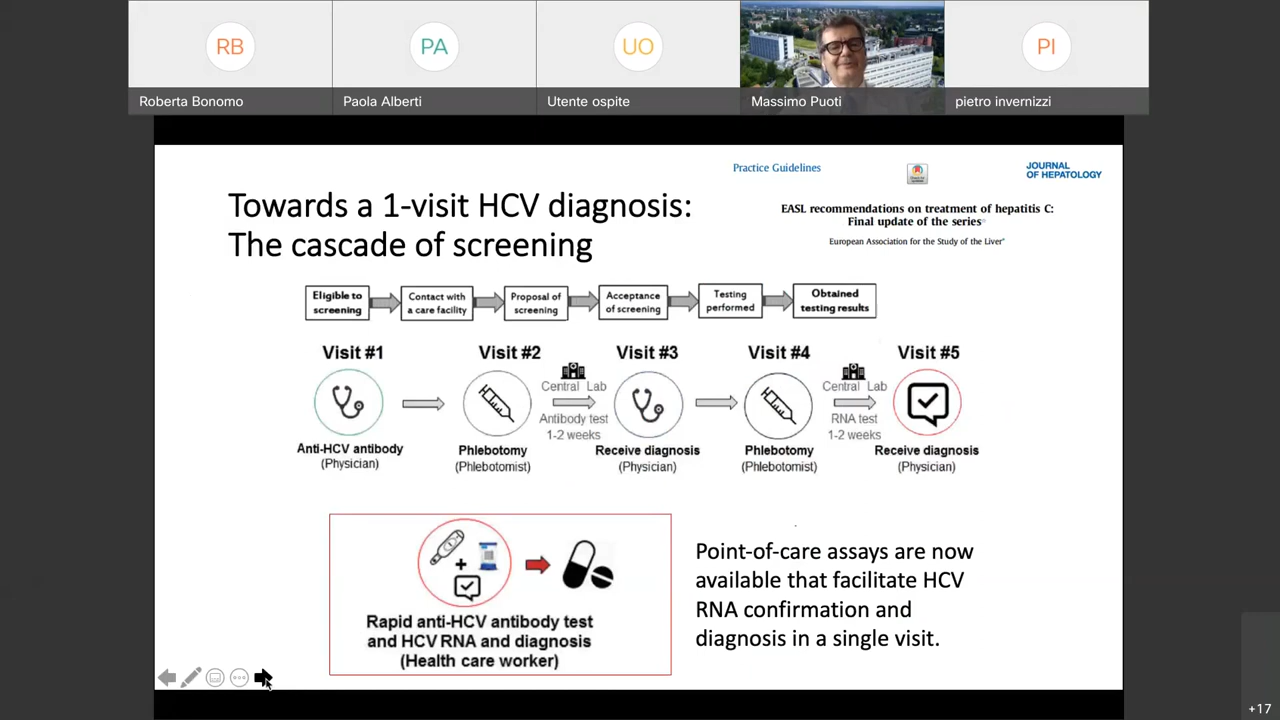 RB
PA
UO
PI
Roberta Bonomo
Paola Alberti
Utente ospite
Massimo Puoti
pietro invernizzi
Practice Guidelines
JOURNAL
OF HEPATOLOGY
Towards a 1-visit HCV diagnosis:
The cascade of screening
EASL recommendations on treatment of hepatitis C:
Final update of the series
European Association for the Study of the Liver*
Eligible to
screening
Contact with
a care facility
Proposal of
screening
Acceptance
of screening
Testing
performed
Obtained
testing results
Visit #1
Visit #2
Visit #3
Visit #4
Visit #5
Central Lab
Antibody test
1-2 weeks
Central Lab
RNA test
1-2 weeks
Anti-HCV antibody
(Physician)
Phlebotomy
(Phlebotomist)
Receive diagnosis
(Physician)
Phlebotomy
(Phlebotomist)
Receive diagnosis
(Physician)
Rapid anti-HCV antibody test
and HCV RNA and diagnosis
(Health care worker)
Point-of-care assays are now
available that facilitate HCV
RNA confirmation and
diagnosis in a single visit.
+17